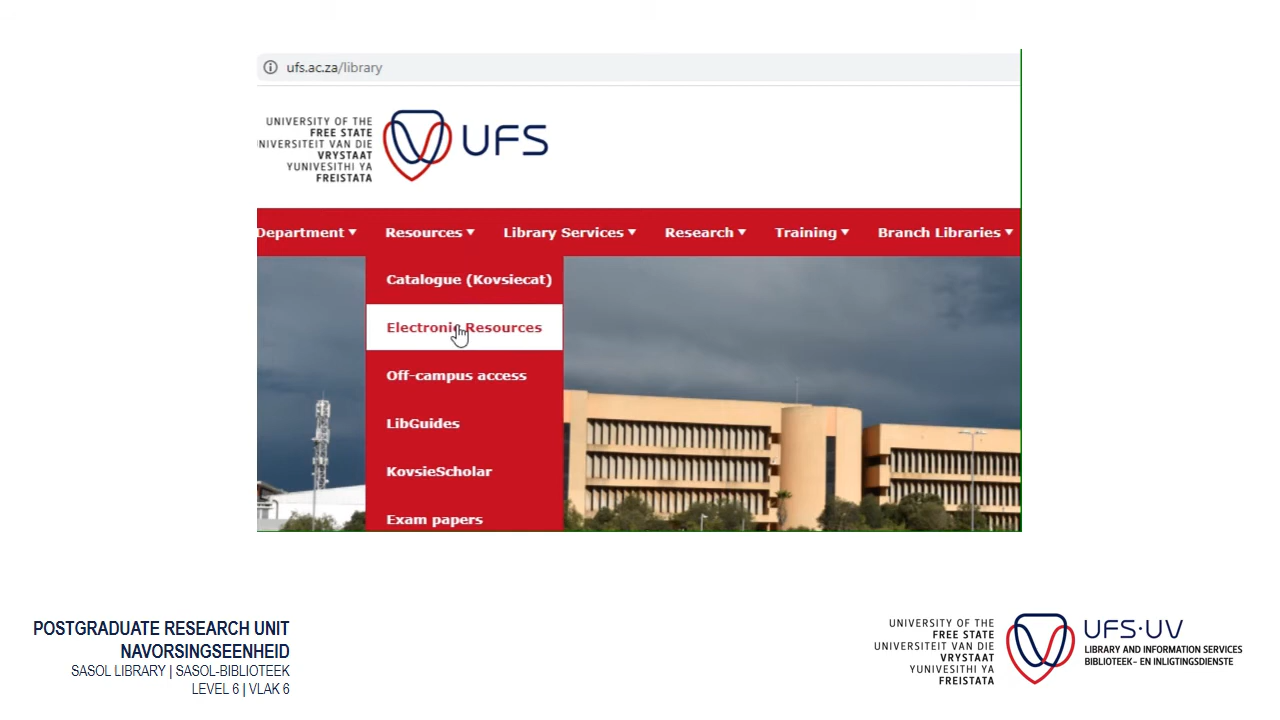 ufs.ac.za/library
UNIVERSITY OF THE
FREE STATE
NIVERSITEIT VAN DIE
VRYSTAAT
YUNIVESITHI YA
FREISTATA
UFS
Department Resources Library Services Research Training Branch Libraries
Catalogue (Kovsiecat)
Electronic Resources
Off-campus access
LibGuides
KovsieScholar
Exam papers
POSTGRADUATE RESEARCH UNIT
NAVORSINGSEENHEID
SASOL LIBRARY | SASOL-BIBLIOTEEK
LEVEL 6 | VLAK 6
UNIVERSITY OF THE
FREE STATE
UNIVERSITEIT VAN DIE
VRYSTAAT
YUNIVESITHI YA
FREISTATA
UFS·UV
LIBRARY AND INFORMATION SERVICES
BIBLIOTEEK- EN INLIGTINGSDIENSTE